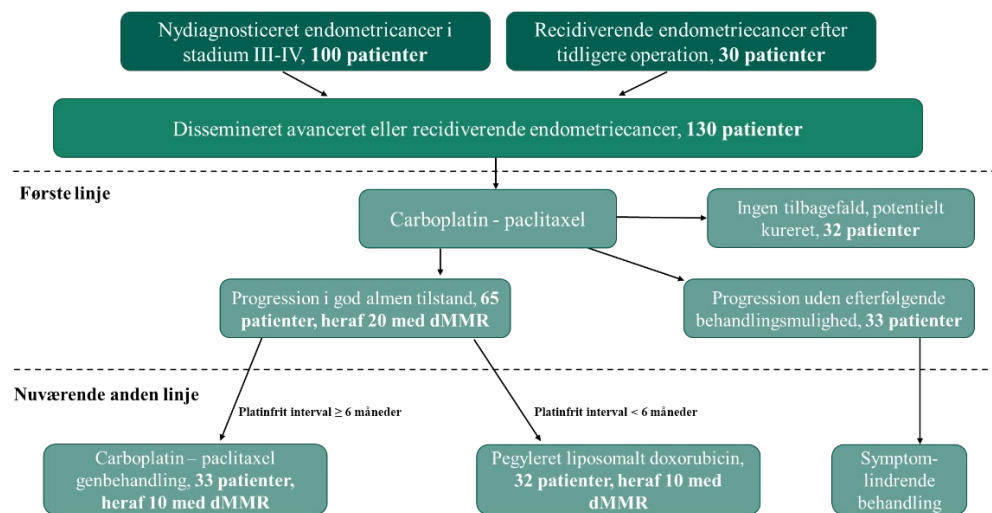 Nydiagnosticeret endometricancer i
stadium III-IV, 100 patienter
Recidiverende endometriecancer efter
tidligere operation, 30 patienter
Dissemineret avanceret eller recidiverende endometriecancer, 130 patienter
Første linje
Carboplatin - paclitaxel
Ingen tilbagefald, potentielt
kureret, 32 patienter
Progression i god almen tilstand, 65
patienter, heraf 20 med dMMR
Progression uden efterfølgende
behandlingsmulighed, 33 patienter
Nuværende anden linje
Platinfrit interval ≥ 6 måneder
Platinfrit interval < 6 måneder
Carboplatin – paclitaxel
genbehandling, 33 patienter,
heraf 10 med dMMR
Pegyleret liposomalt doxorubicin,
32 patienter, heraf 10 med
dMMR
Symptom-
lindrende
behandling